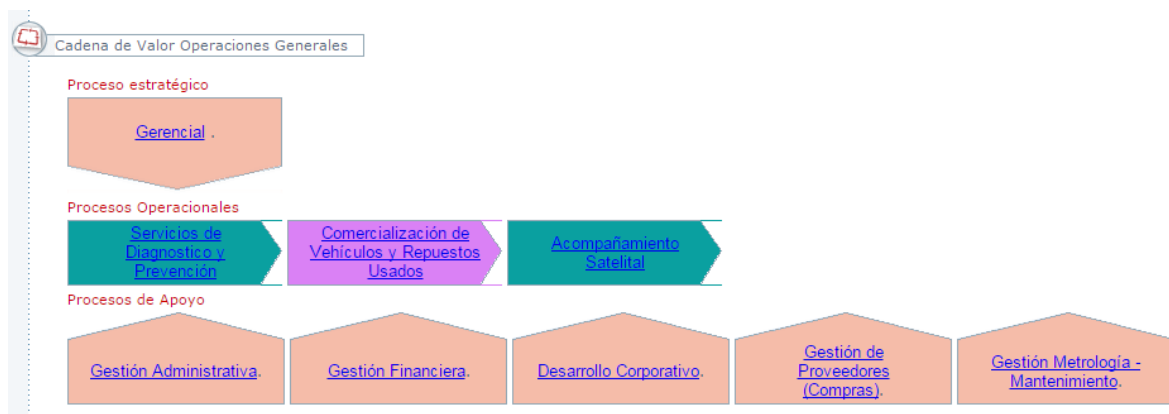 Cadena de Valor Operaciones Generales
Proceso estratégico
Gerencial .
Procesos Operacionales
Servicios de
Diagnostico y
Prevención
Comercialización de
Vehículos y Repuestos
Usados
Acompañamiento
Satelital
Procesos de Apoyo
Gestión Administrativa.
Gestión Financiera.
Desarrollo Corporativo.
Gestión de
Proveedores
(Compras).
Gestión Metrología -
Mantenimiento.